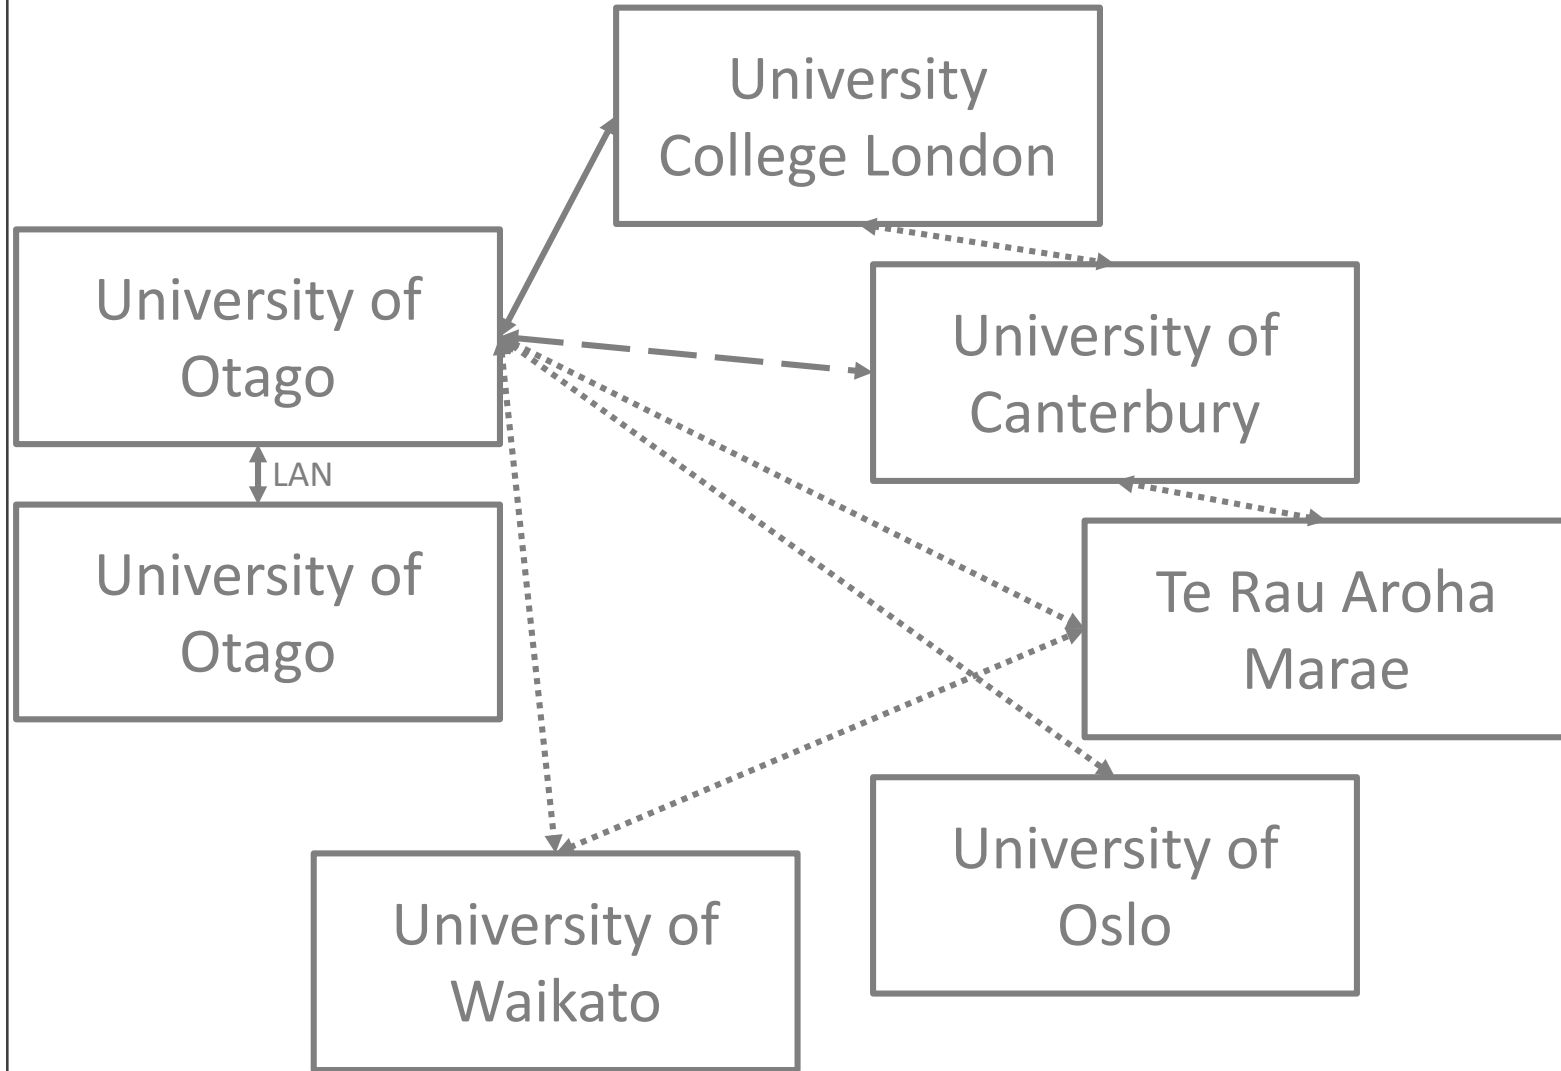 University
College London
University of
Otago
University of
Canterbury
LAN
University of
Otago
Te Rau Aroha
Marae
University of
Oslo
University of
Waikato